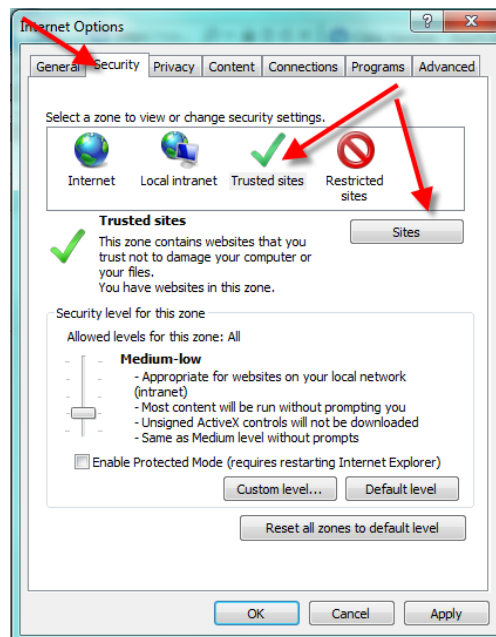 Internet Options
?
X
General Security Privacy Content Connections Programs Advanced
Select a zone to view or change security settings.
Internet Local intranet Trusted sites Restricted
sites
Trusted sites
Sites
This zone contains websites that you
trust not to damage your computer or
your files.
You have websites in this zone.
Security level for this zone
Allowed levels for this zone: All
Medium-low
- Appropriate for websites on your local network
(intranet)
- Most content will be run without prompting you
- Unsigned ActiveX controls will not be downloaded
- Same as Medium level without prompts
Enable Protected Mode (requires restarting Internet Explorer)
Custom level... Default level
Reset all zones to default level
OK Cancel Apply